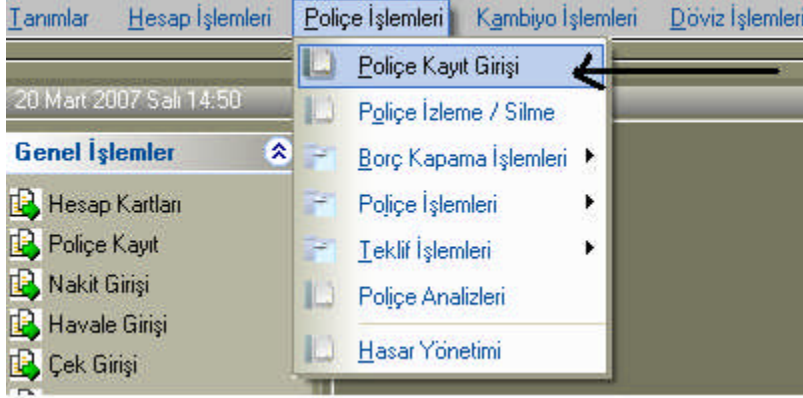 Tanımlar Hesap İşlemleri Poliçe İşlemleri Kambiyo İşlemleri Döviz İşlemleri
Poliçe Kayıt Girişi
20 Mart 2007 Salı 14:50
Poliçe İzleme / Silme
Genel İşlemler
Borç Kapama İşlemleri
Hesap Kartları
Poliçe İşlemleri
Poliçe Kayıt
Teklif İşlemleri
Nakit Girişi
Poliçe Analizleri
Havale Girişi
Hasar Yönetimi
Çek Girişi